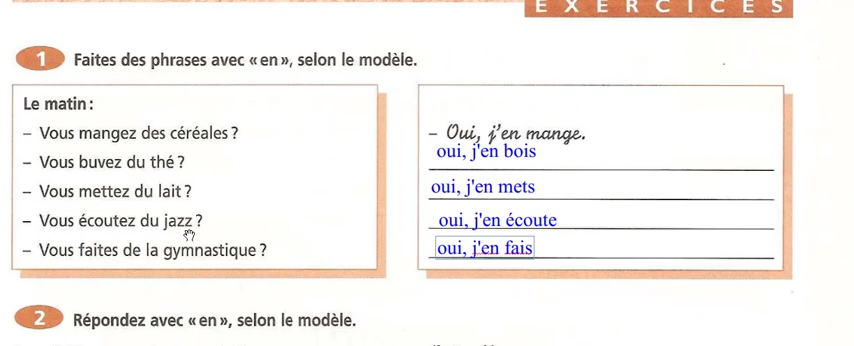 EXERCICES
1 Faites des phrases avec « en », selon le modèle.
Le matin :
– Vous mangez des céréales ?
– Vous buvez du thé ?
– Vous mettez du lait ?
– Vous écoutez du jazz ?
– Vous faites de la gymnastique ?
– Oui, j'en mange.
oui, j'en bois
oui, j'en mets
oui, j'en écoute
oui, j'en fais
2 Répondez avec « en », selon le modèle.